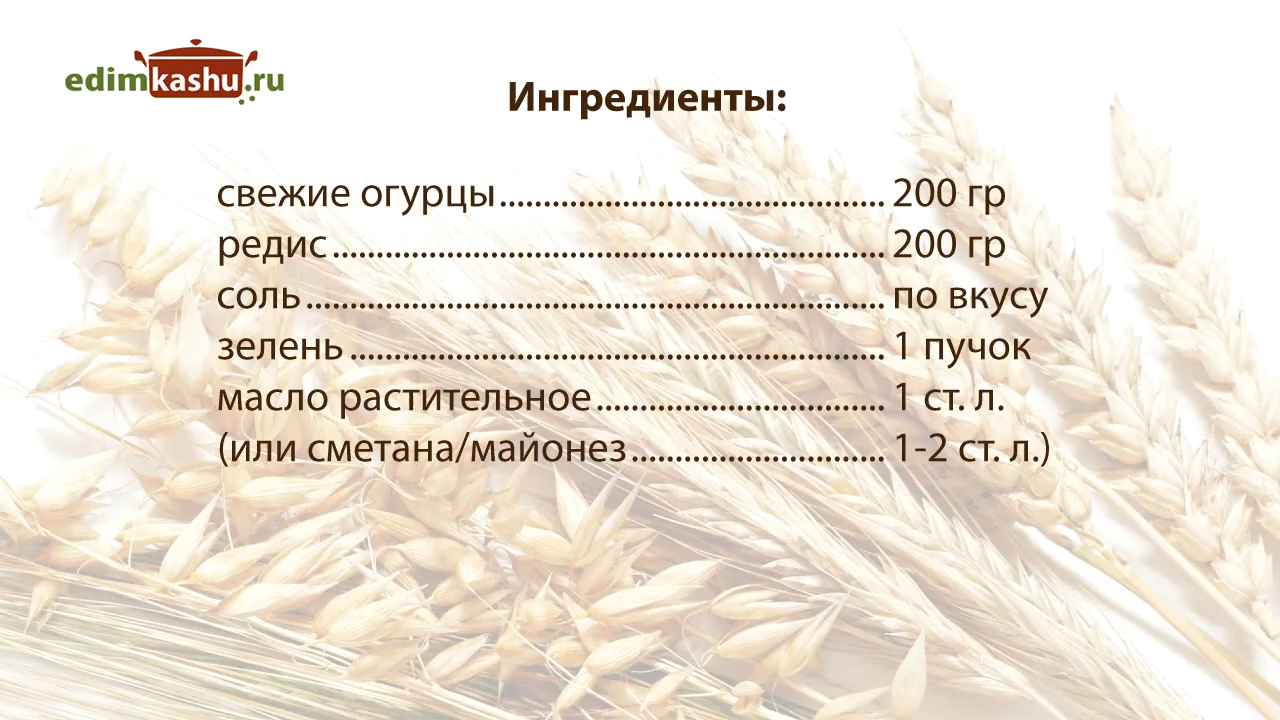 edimkashu.ru
Ингредиенты:
свежие огурцы............................................ 200 гр
редис............................................................... 200 гр
соль.................................................................. по вкусу
зелень............................................................. 1 пучок
масло растительное................................. 1 ст. л.
(или сметана/майонез............................. 1-2 ст. л.)